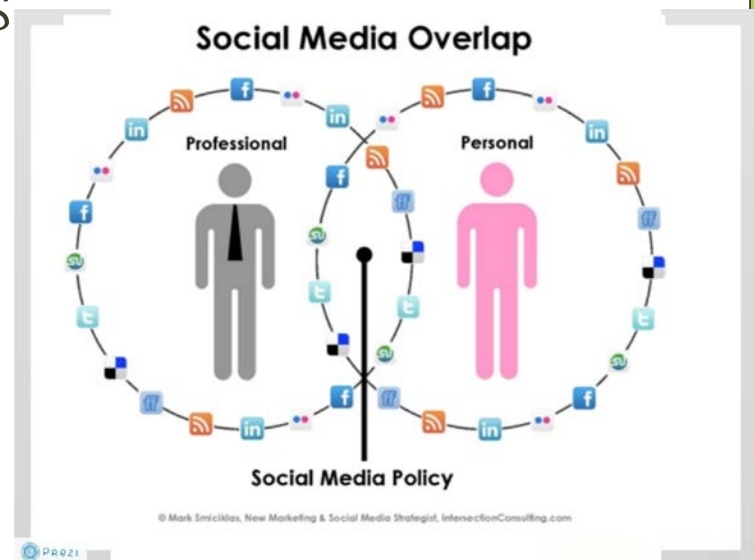 Social Media Overlap
Professional
Personal
Social Media Policy
© Mark Smiciklas, New Marketing & Social Media Strategist, IntersectionConsulting.com
PREZI